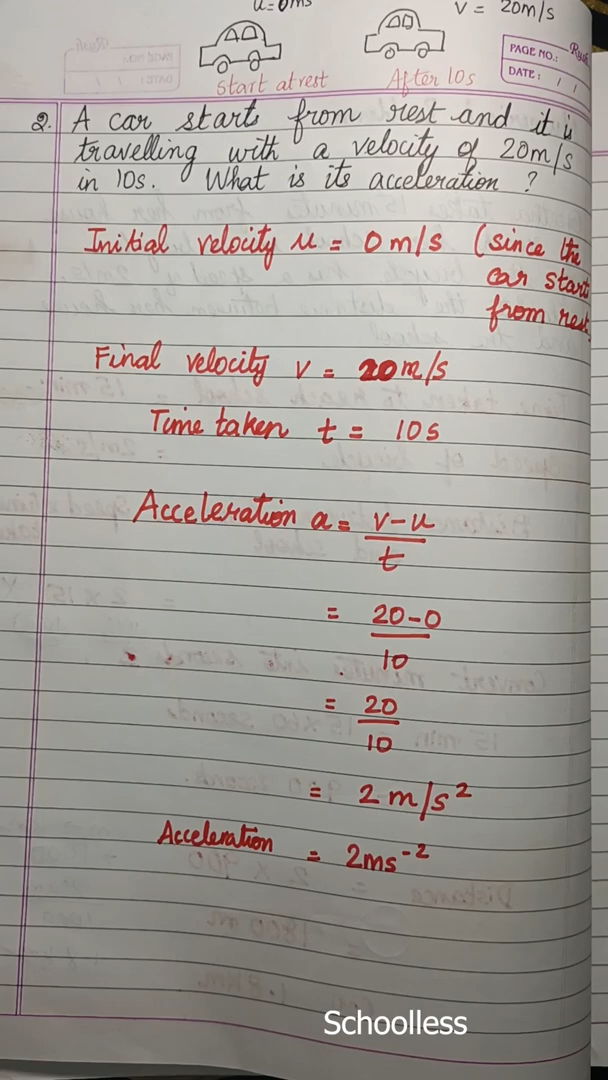 u=0ms
V = 20m/s
PAGE NO.:
DATE: / /
Start at rest
After 10s
2. A car starts from rest and it is
travelling with a velocity of 20m/s
in 10s. What is its acceleration ?
Initial velocity u = 0 m/s (since the
car start
from rest
Final velocity v = 20m/s
Time taken t = 10s
Acceleration a = v-u
t
= 20-0
10
= 20
10
= 2 m/s²
Acceleration = 2ms⁻²
Schoolless